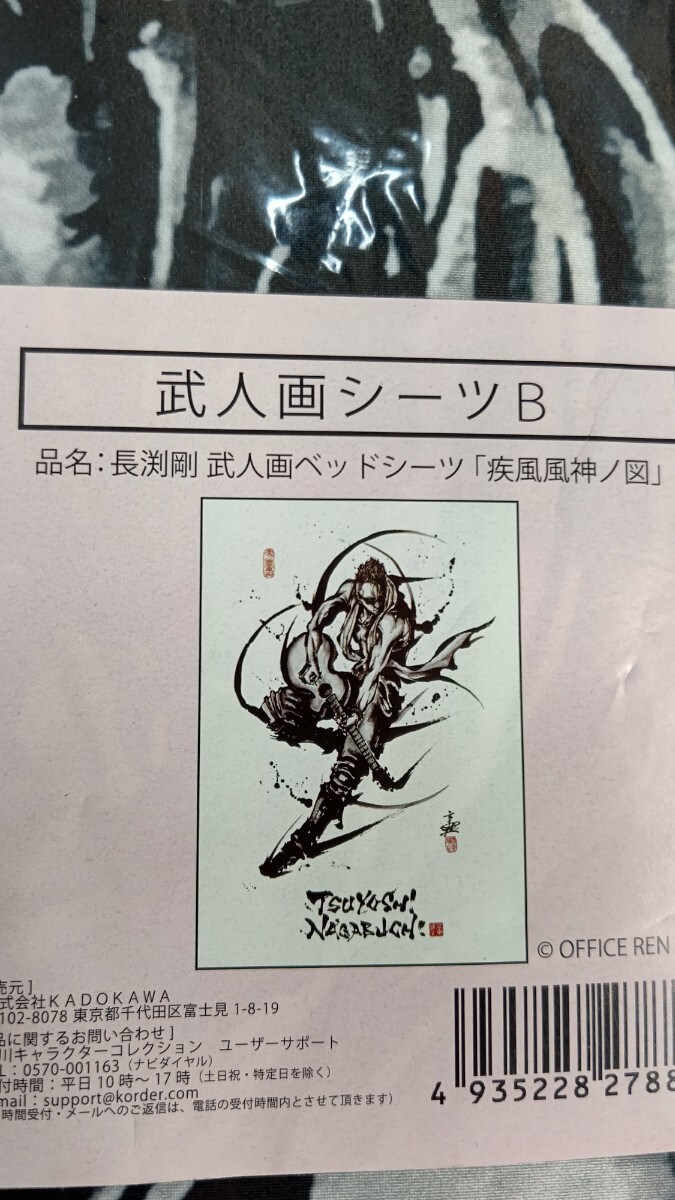 武人画シーツB
品名：長渕剛 武人画ベッドシーツ「疾風風神ノ図」
TSUYOSHI
NAGABUCHI
© OFFICE REN
売元］
式会社KADOKAWA
102-8078 東京都千代田区富士見 1-8-19
品に関するお問い合わせ］
川キャラクターコレクション ユーザーサポート
L：0570-001163（ナビダイヤル）
付時間：平日 10 時～ 17 時（土日祝・特定日を除く）
mail：support@korder.com
時間受付・メールへのご返信は、電話の受付時間内とさせて頂きます）
4 935228 2788